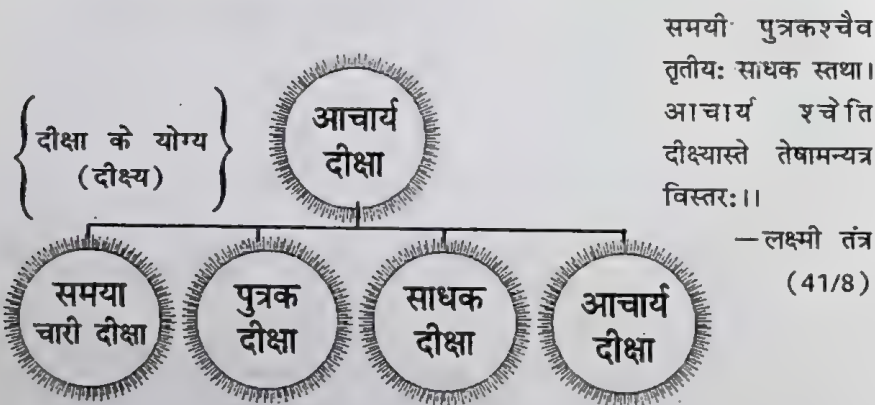 समयी पुत्रकश्चैव
तृतीय: साधक स्तथा।
आचार्य श्चेति
दीक्ष्यास्ते तेषामन्यत्र
विस्तर:।।
—लक्ष्मी तंत्र
(41/8)
दीक्षा के योग्य
(दीक्ष्य)
आचार्य
दीक्षा
समया
चारी दीक्षा
पुत्रक
दीक्षा
साधक
दीक्षा
आचार्य
दीक्षा